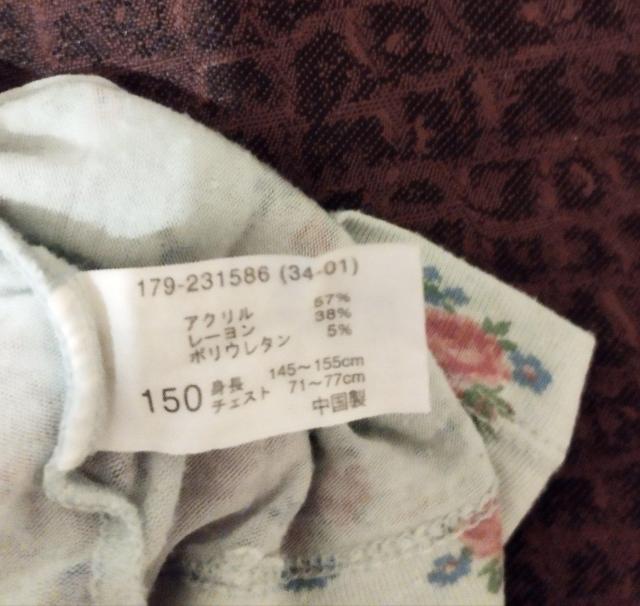 179-231586 (34-01)
アクリル 57%
レーヨン 38%
ポリウレタン 5%
150 身長 145～155cm
チェスト 71～77cm
中国製